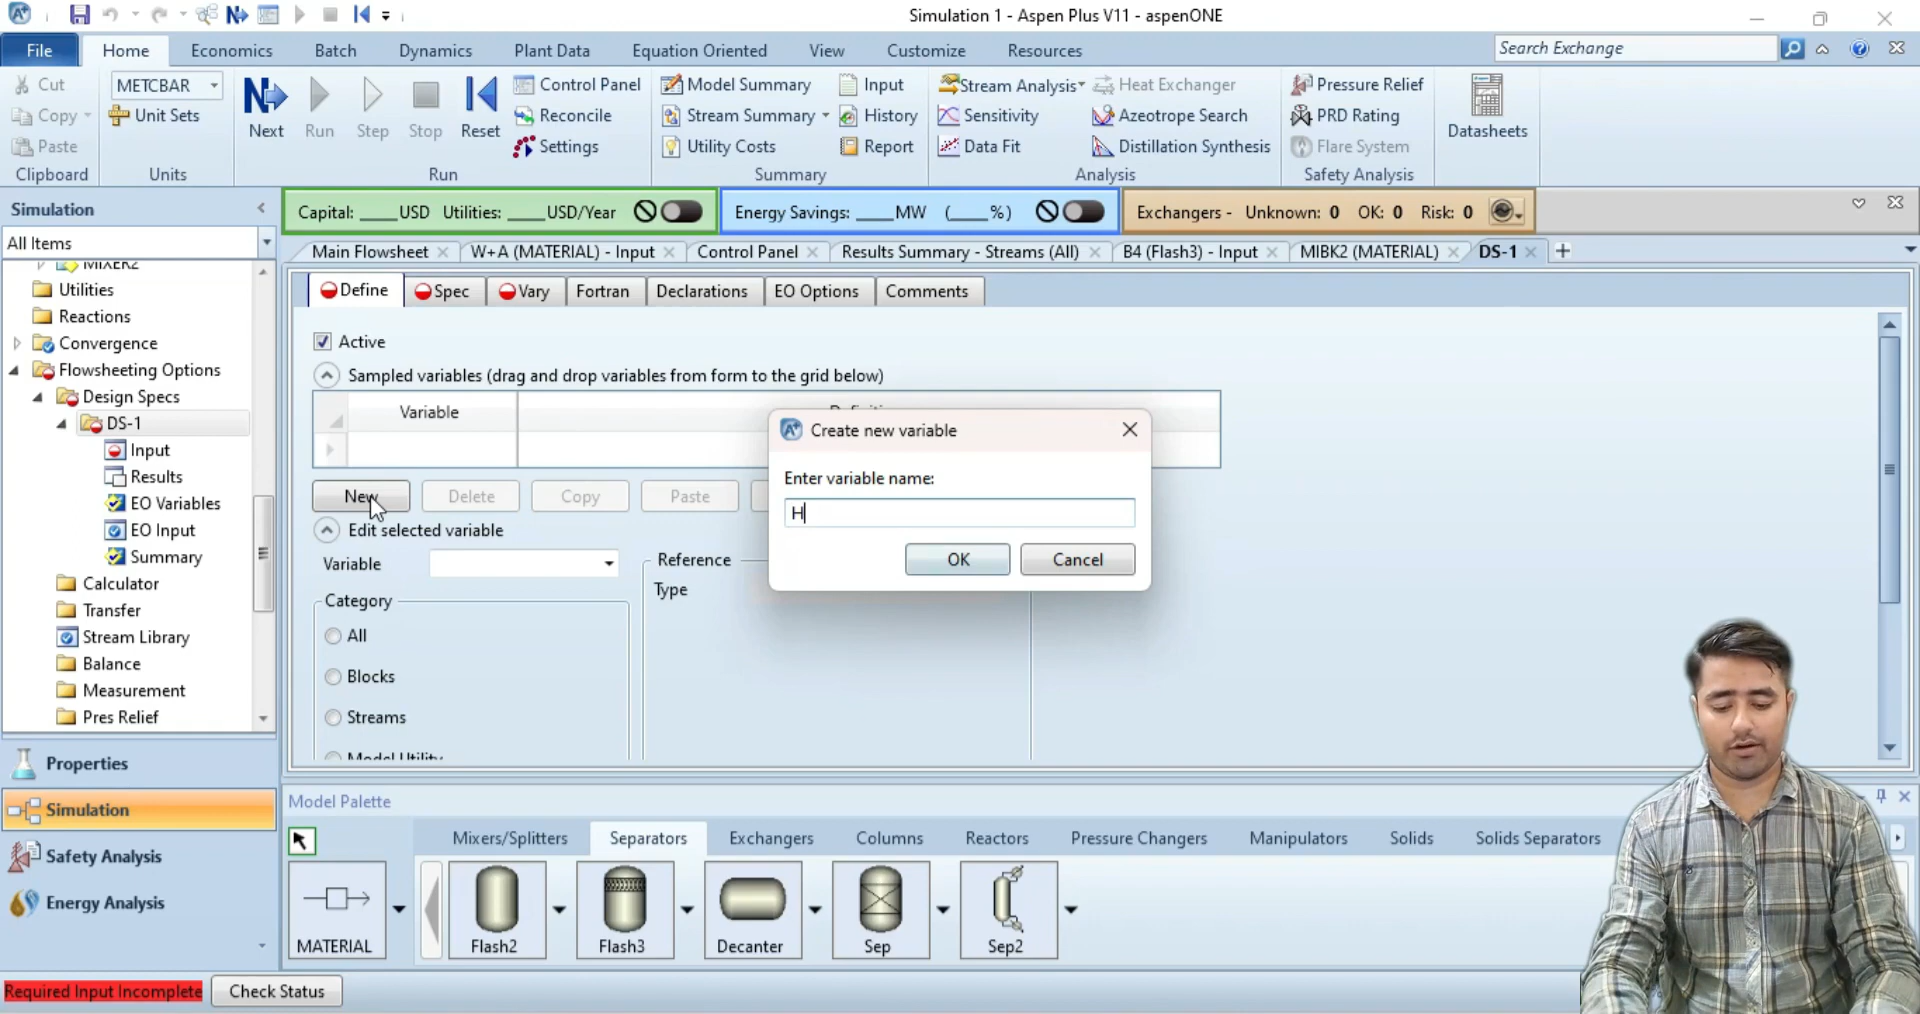 Simulation 1 - Aspen Plus V11 - aspenONE
File Home Economics Batch Dynamics Plant Data Equation Oriented View Customize Resources Search Exchange
Cut METCBAR Control Panel Model Summary Input Stream Analysis Heat Exchanger Pressure Relief
Copy Unit Sets Reconcile Stream Summary History Sensitivity Azeotrope Search PRD Rating
Next Run Step Stop Reset Datasheets
Paste Settings Utility Costs Report Data Fit Distillation Synthesis Flare System
Clipboard Units Run Summary Analysis Safety Analysis
Simulation
Capital: ____USD Utilities: ____USD/Year Energy Savings: ____MW (____%) Exchangers - Unknown: 0 OK: 0 Risk: 0
All Items
Main Flowsheet W+A (MATERIAL) - Input Control Panel Results Summary - Streams (All) B4 (Flash3) - Input MIBK2 (MATERIAL) DS-1
MIXER2
Utilities
Reactions
Convergence
Flowsheeting Options
Design Specs
DS-1
Input
Results
EO Variables
EO Input
Summary
Calculator
Transfer
Stream Library
Balance
Measurement
Pres Relief
Define Spec Vary Fortran Declarations EO Options Comments
Active
Sampled variables (drag and drop variables from form to the grid below)
Variable
New Delete Copy Paste
Edit selected variable
Variable
Reference
Type
Category
All
Blocks
Streams
Model Utility
Create new variable
Enter variable name:
H
OK Cancel
Properties
Simulation
Safety Analysis
Energy Analysis
Model Palette
Mixers/Splitters Separators Exchangers Columns Reactors Pressure Changers Manipulators Solids Solids Separators
MATERIAL Flash2 Flash3 Decanter Sep Sep2
Required Input Incomplete Check Status